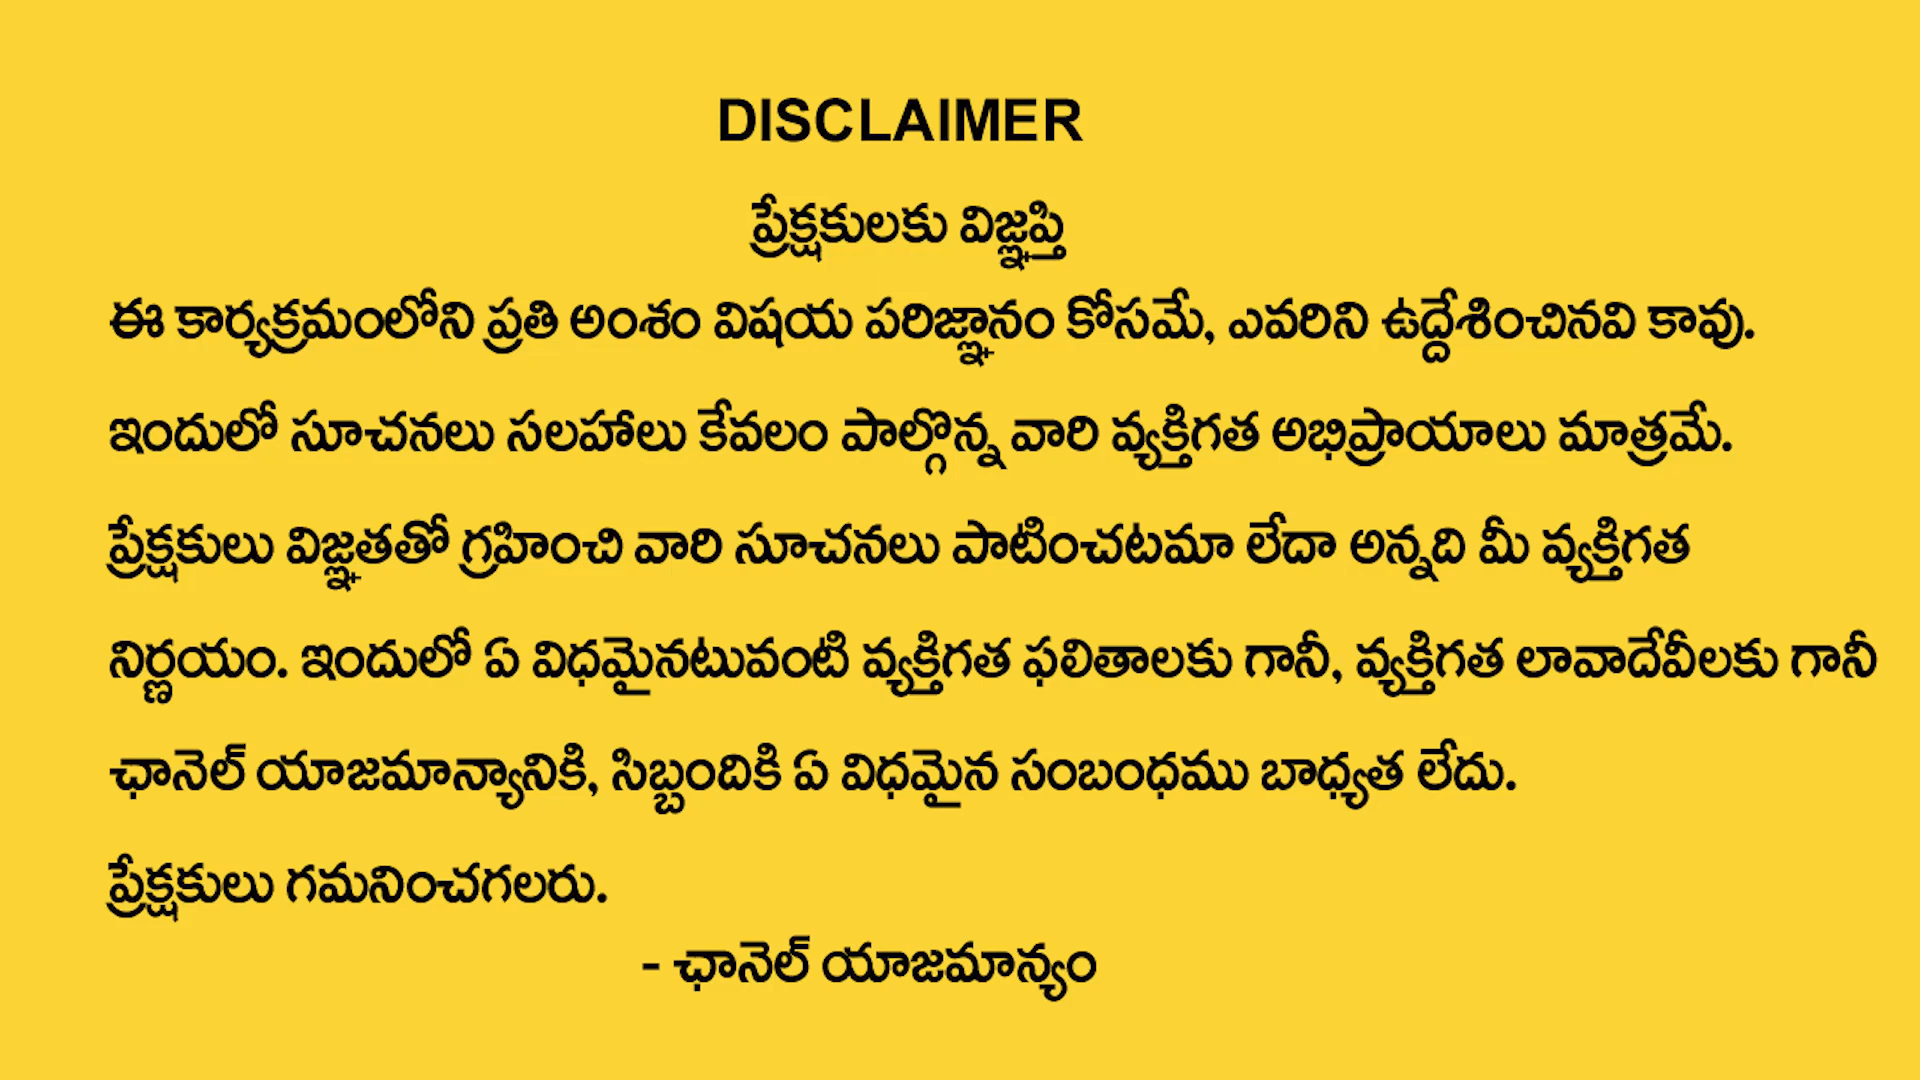 DISCLAIMER
ప్రేక్షకులకు విజ్ఞప్తి
ఈ కార్యక్రమంలోని ప్రతి అంశం విషయ పరిజ్ఞానం కోసమే, ఎవరిని ఉద్దేశించినవి కావు.
ఇందులో సూచనలు సలహాలు కేవలం పాల్గొన్న వారి వ్యక్తిగత అభిప్రాయాలు మాత్రమే.
ప్రేక్షకులు విజ్ఞతతో గ్రహించి వారి సూచనలు పాటించటమా లేదా అన్నది మీ వ్యక్తిగత
నిర్ణయం. ఇందులో ఏ విధమైనటువంటి వ్యక్తిగత ఫలితాలకు గానీ, వ్యక్తిగత లావాదేవీలకు గానీ
ఛానెల్ యాజమాన్యానికి, సిబ్బందికి ఏ విధమైన సంబంధము బాధ్యత లేదు.
ప్రేక్షకులు గమనించగలరు.
- ఛానెల్ యాజమాన్యం